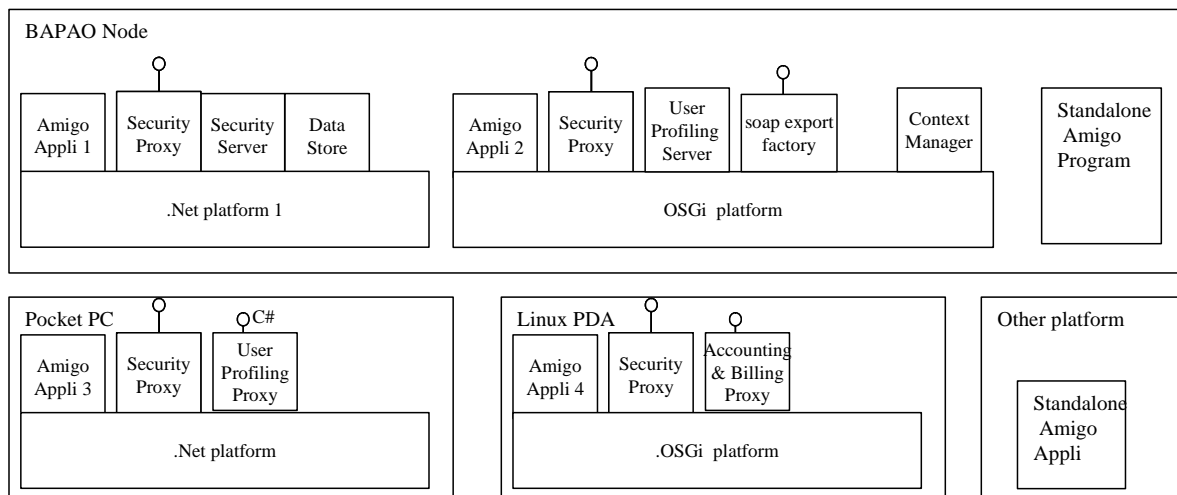 BAPAO Node
Amigo
Appli 1
Security
Proxy
Security
Server
Data
Store
.Net platform 1
Amigo
Appli 2
Security
Proxy
User
Profiling
Server
soap export
factory
Context
Manager
OSGi platform
Standalone
Amigo
Program
Pocket PC
C#
Amigo
Appli 3
Security
Proxy
User
Profiling
Proxy
.Net platform
Linux PDA
Amigo
Appli 4
Security
Proxy
Accounting
& Billing
Proxy
.OSGi platform
Other platform
Standalone
Amigo
Appli